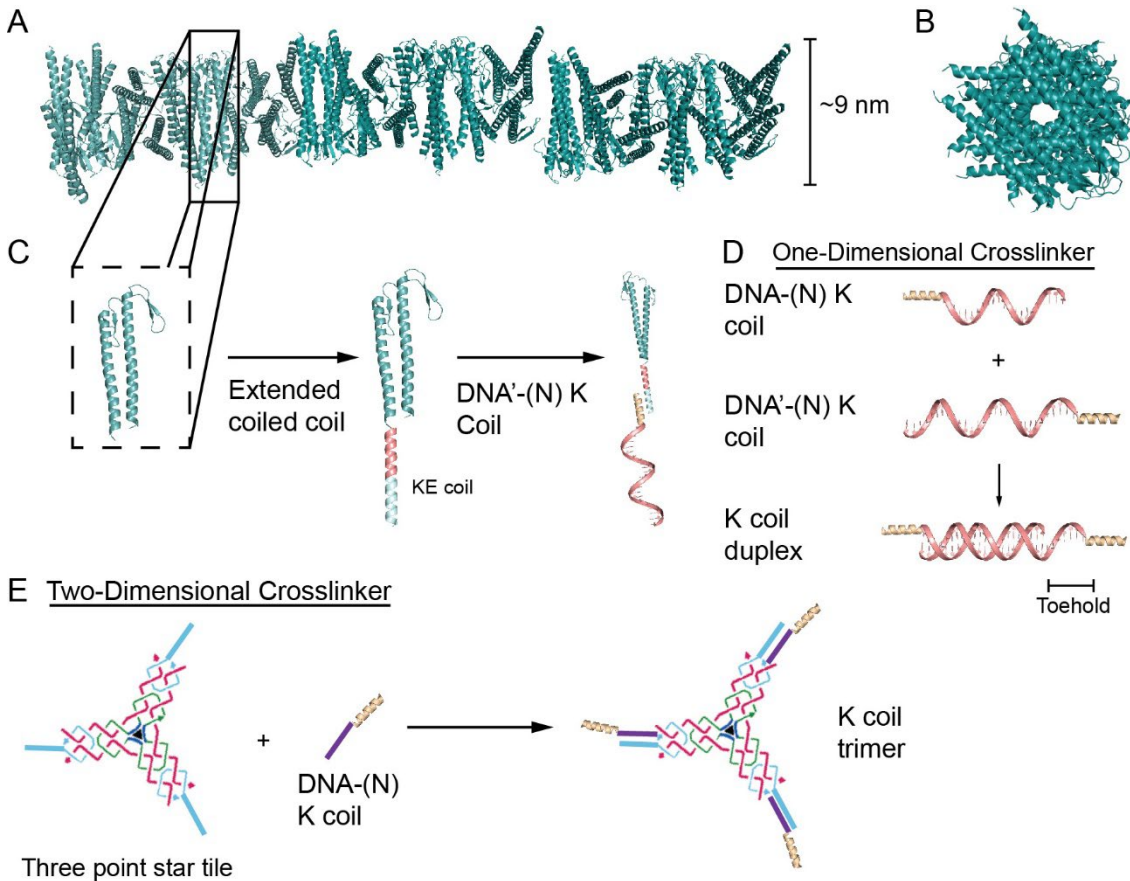 A
~9 nm
B
C
Extended
coiled coil
KE coil
DNA’-(N) K
Coil
D
One-Dimensional Crosslinker
DNA-(N) K
coil
+
DNA’-(N) K
coil
K coil
duplex
Toehold
E
Two-Dimensional Crosslinker
Three point star tile
+
DNA-(N)
K coil
K coil
trimer